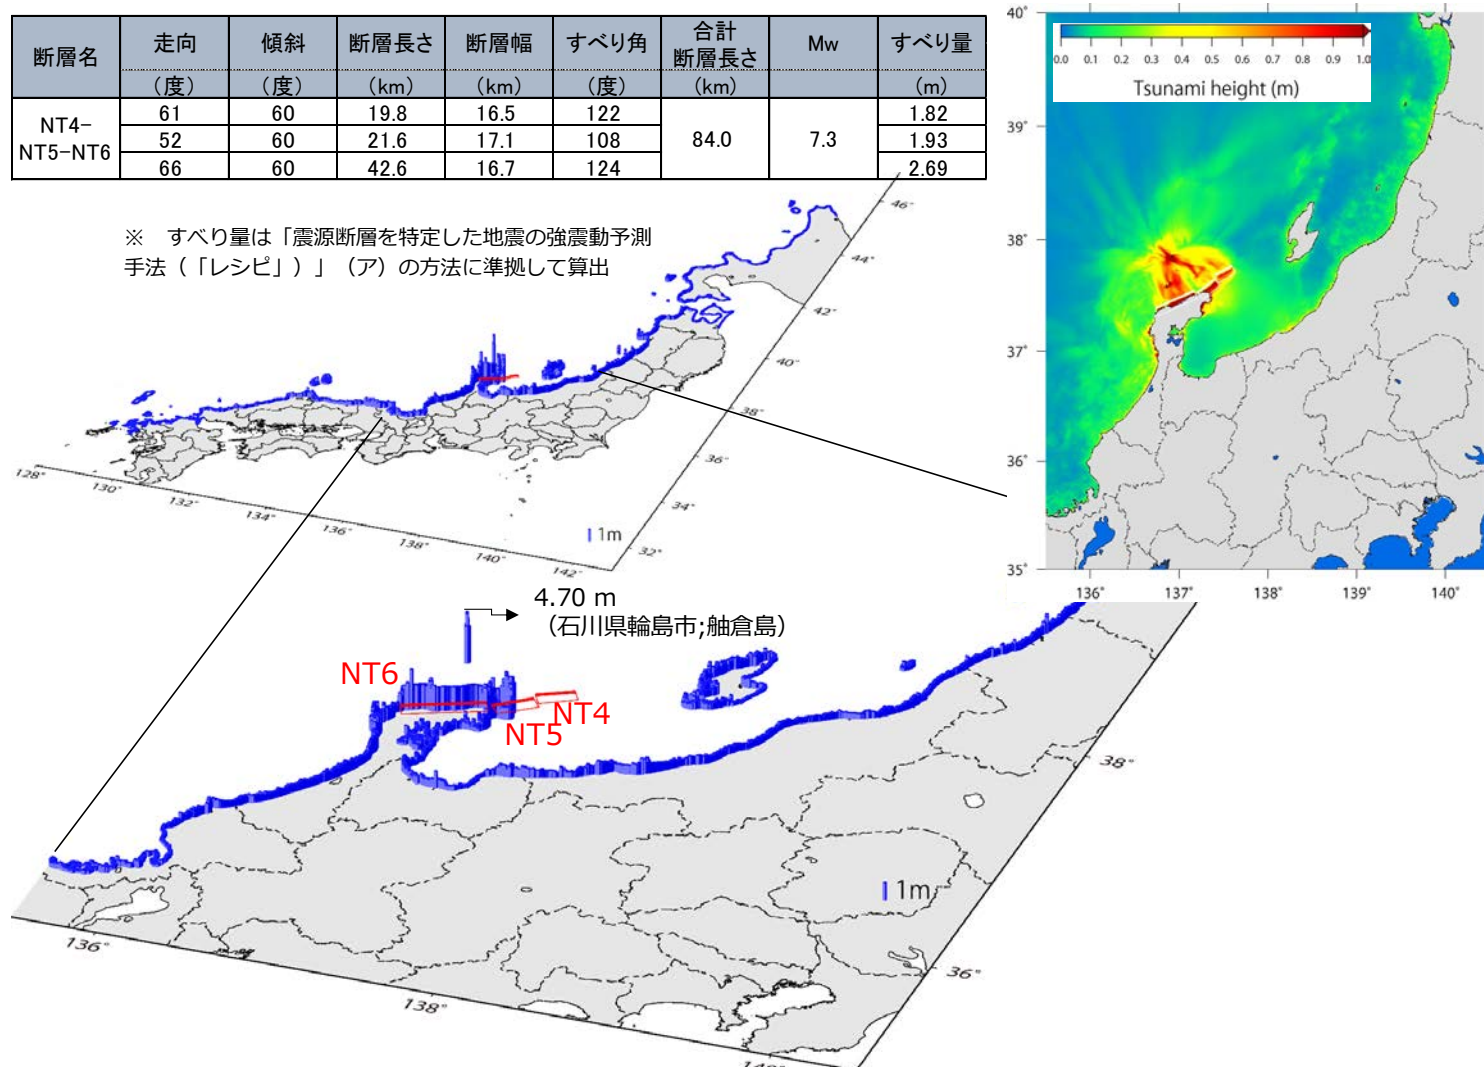 断層名 走向 傾斜 断層長さ 断層幅 すべり角 合計 断層長さ Mw すべり量
（度） （度） （km） （km） （度） （km） （m）
NT4-NT5-NT6 61 60 19.8 16.5 122 84.0 7.3 1.82
52 60 21.6 17.1 108 1.93
66 60 42.6 16.7 124 2.69
※ すべり量は「震源断層を特定した地震の強震動予測
手法（「レシピ」）」（ア）の方法に準拠して算出
46°
44°
42°
40°
38°
36°
34°
32°
128° 130° 132° 134° 136° 138° 140° 142°
1m
40°
39°
38°
37°
36°
35°
0.0 0.1 0.2 0.3 0.4 0.5 0.6 0.7 0.8 0.9 1.0
Tsunami height (m)
136° 137° 138° 139° 140°
4.70 m
（石川県輪島市;舳倉島）
NT6
NT4
NT5
38°
1m
36°
136°
138°